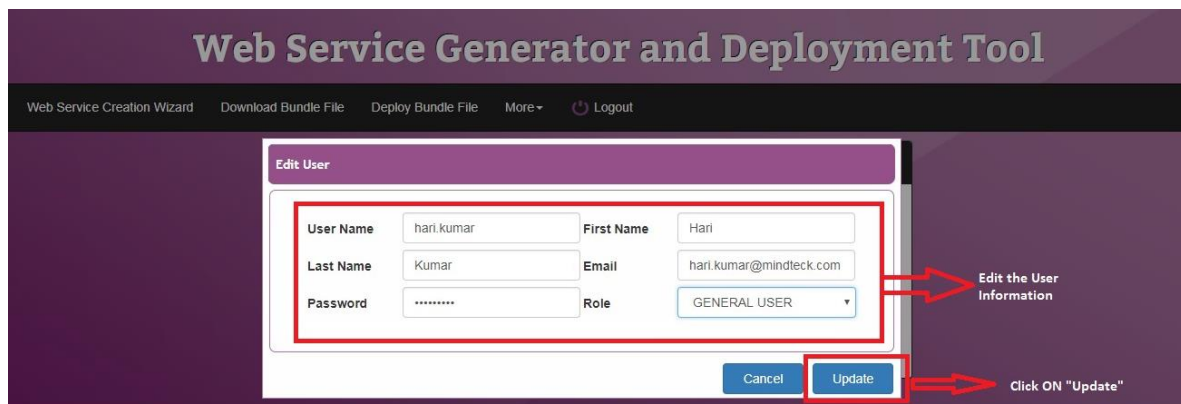 Web Service Generator and Deployment Tool
Web Service Creation Wizard Download Bundle File Deploy Bundle File More Logout
Edit User
User Name hari.kumar First Name Hari
Last Name Kumar Email hari.kumar@mindteck.com
Password ········· Role GENERAL USER
Edit the User
Information
Cancel Update
Click ON "Update"